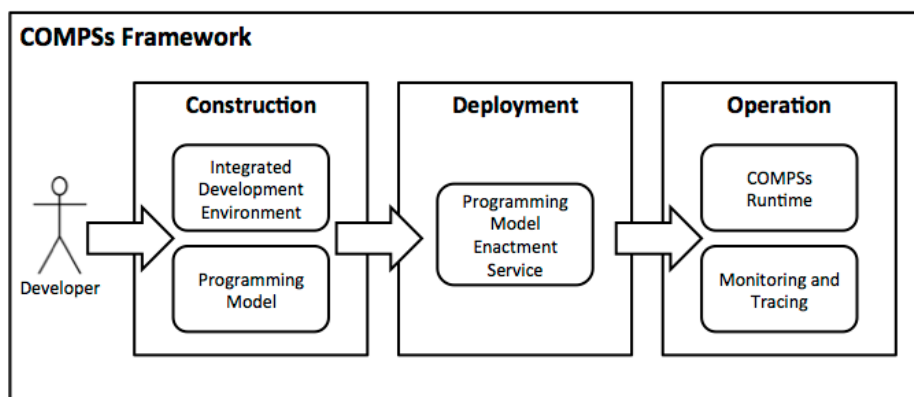 COMPSs Framework
Construction
Integrated
Development
Environment
Programming
Model
Deployment
Programming
Model
Enactment
Service
Operation
COMPSs
Runtime
Monitoring and
Tracing
Developer